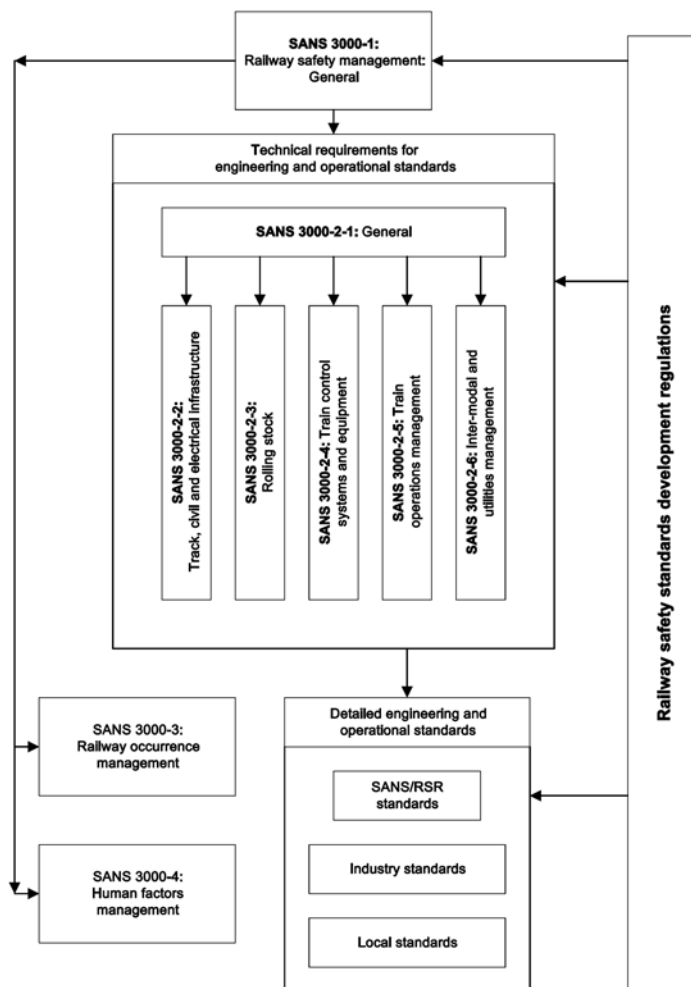 SANS 3000-1:
Railway safety management:
General
Technical requirements for
engineering and operational standards
SANS 3000-2-1: General
SANS 3000-2-2:
Track, civil and electrical infrastructure
SANS 3000-2-3:
Rolling stock
SANS 3000-2-4: Train control
systems and equipment
SANS 3000-2-5: Train
operations management
SANS 3000-2-6: Inter-modal and
utilities management
Railway safety standards development regulations
SANS 3000-3:
Railway occurrence
management
SANS 3000-4:
Human factors
management
Detailed engineering and
operational standards
SANS/RSR
standards
Industry standards
Local standards